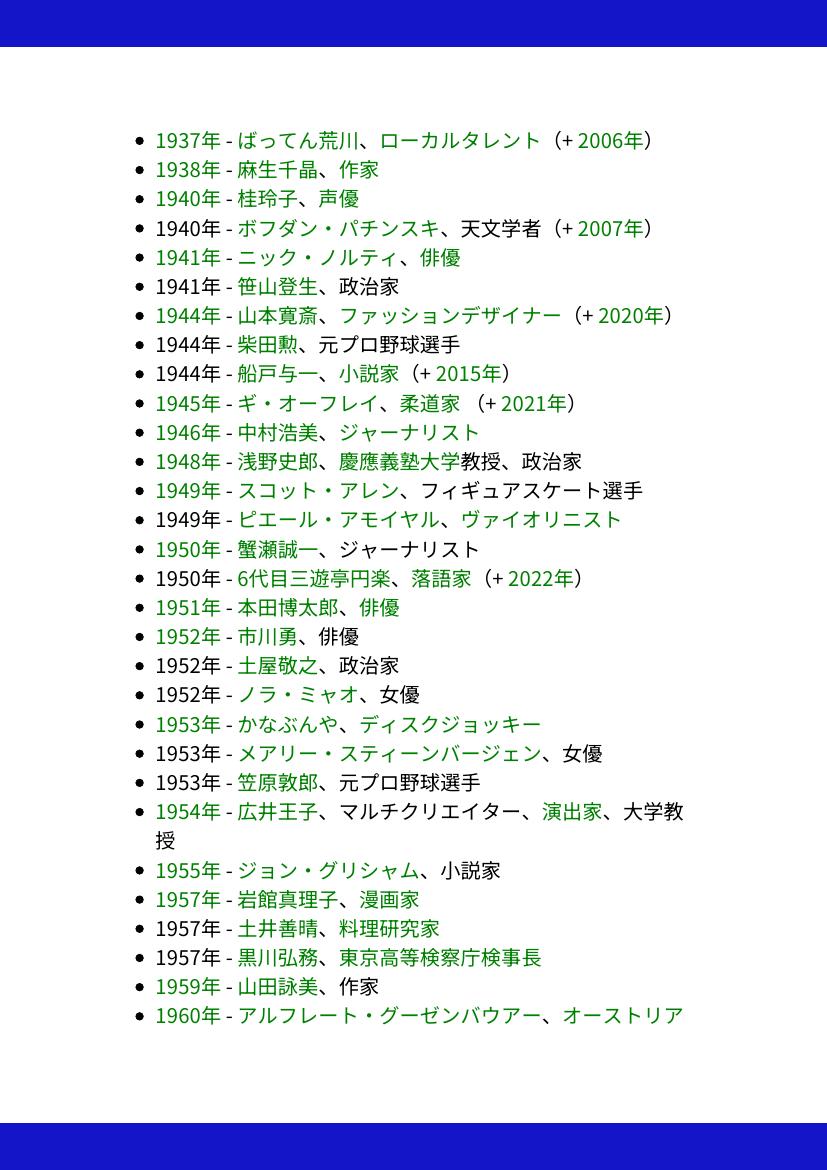 • 1937年 - ばってん荒川、ローカルタレント（+ 2006年）
• 1938年 - 麻生千晶、作家
• 1940年 - 桂玲子、声優
• 1940年 - ボフダン・パチンスキ、天文学者（+ 2007年）
• 1941年 - ニック・ノルティ、俳優
• 1941年 - 笹山登生、政治家
• 1944年 - 山本寛斎、ファッションデザイナー（+ 2020年）
• 1944年 - 柴田勲、元プロ野球選手
• 1944年 - 船戸与一、小説家（+ 2015年）
• 1945年 - ギ・オーフレイ、柔道家 （+ 2021年）
• 1946年 - 中村浩美、ジャーナリスト
• 1948年 - 浅野史郎、慶應義塾大学教授、政治家
• 1949年 - スコット・アレン、フィギュアスケート選手
• 1949年 - ピエール・アモイヤル、ヴァイオリニスト
• 1950年 - 蟹瀬誠一、ジャーナリスト
• 1950年 - 6代目三遊亭円楽、落語家（+ 2022年）
• 1951年 - 本田博太郎、俳優
• 1952年 - 市川勇、俳優
• 1952年 - 土屋敬之、政治家
• 1952年 - ノラ・ミャオ、女優
• 1953年 - かなぶんや、ディスクジョッキー
• 1953年 - メアリー・スティーンバージェン、女優
• 1953年 - 笠原敦郎、元プロ野球選手
• 1954年 - 広井王子、マルチクリエイター、演出家、大学教
授
• 1955年 - ジョン・グリシャム、小説家
• 1957年 - 岩館真理子、漫画家
• 1957年 - 土井善晴、料理研究家
• 1957年 - 黒川弘務、東京高等検察庁検事長
• 1959年 - 山田詠美、作家
• 1960年 - アルフレート・グーゼンバウアー、オーストリア